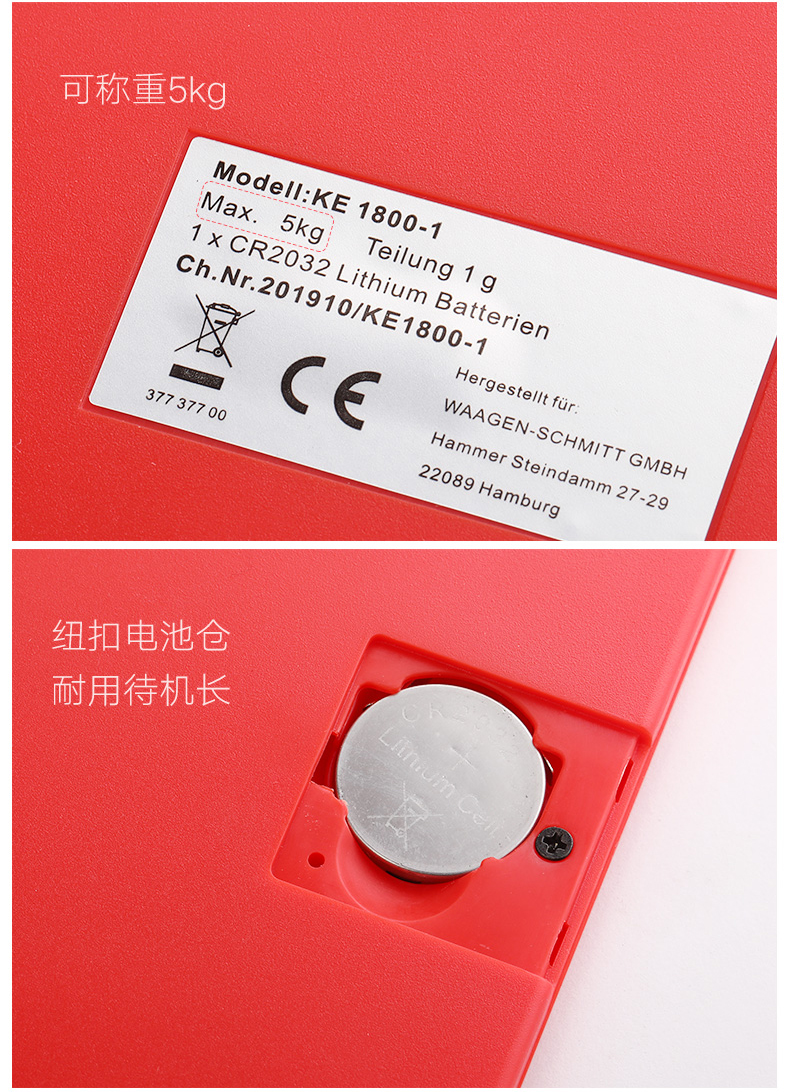 可称重5kg
Modell:KE 1800-1
Max. 5kg Teilung 1 g
1 x CR2032 Lithium Batterien
Ch.Nr.201910/KE1800-1
377 377 00
CE
Hergestellt für:
WAAGEN-SCHMITT GMBH
Hammer Steindamm 27-29
22089 Hamburg
纽扣电池仓
耐用待机长
Lithium Cell